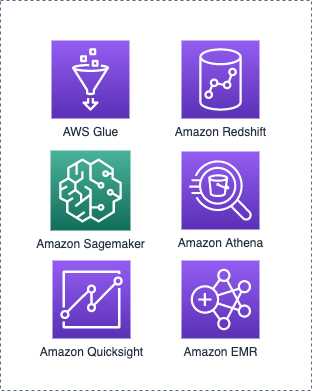 AWS Glue
Amazon Redshift
Amazon Sagemaker
Amazon Athena
Amazon Quicksight
Amazon EMR